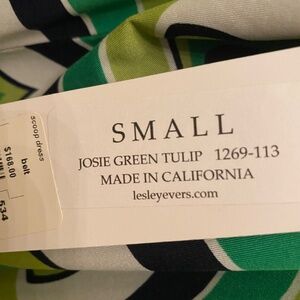 SMALL
JOSIE GREEN TULIP 1269-113
MADE IN CALIFORNIA
lesleyevers.com
scoop dress
belt
$168.00
534